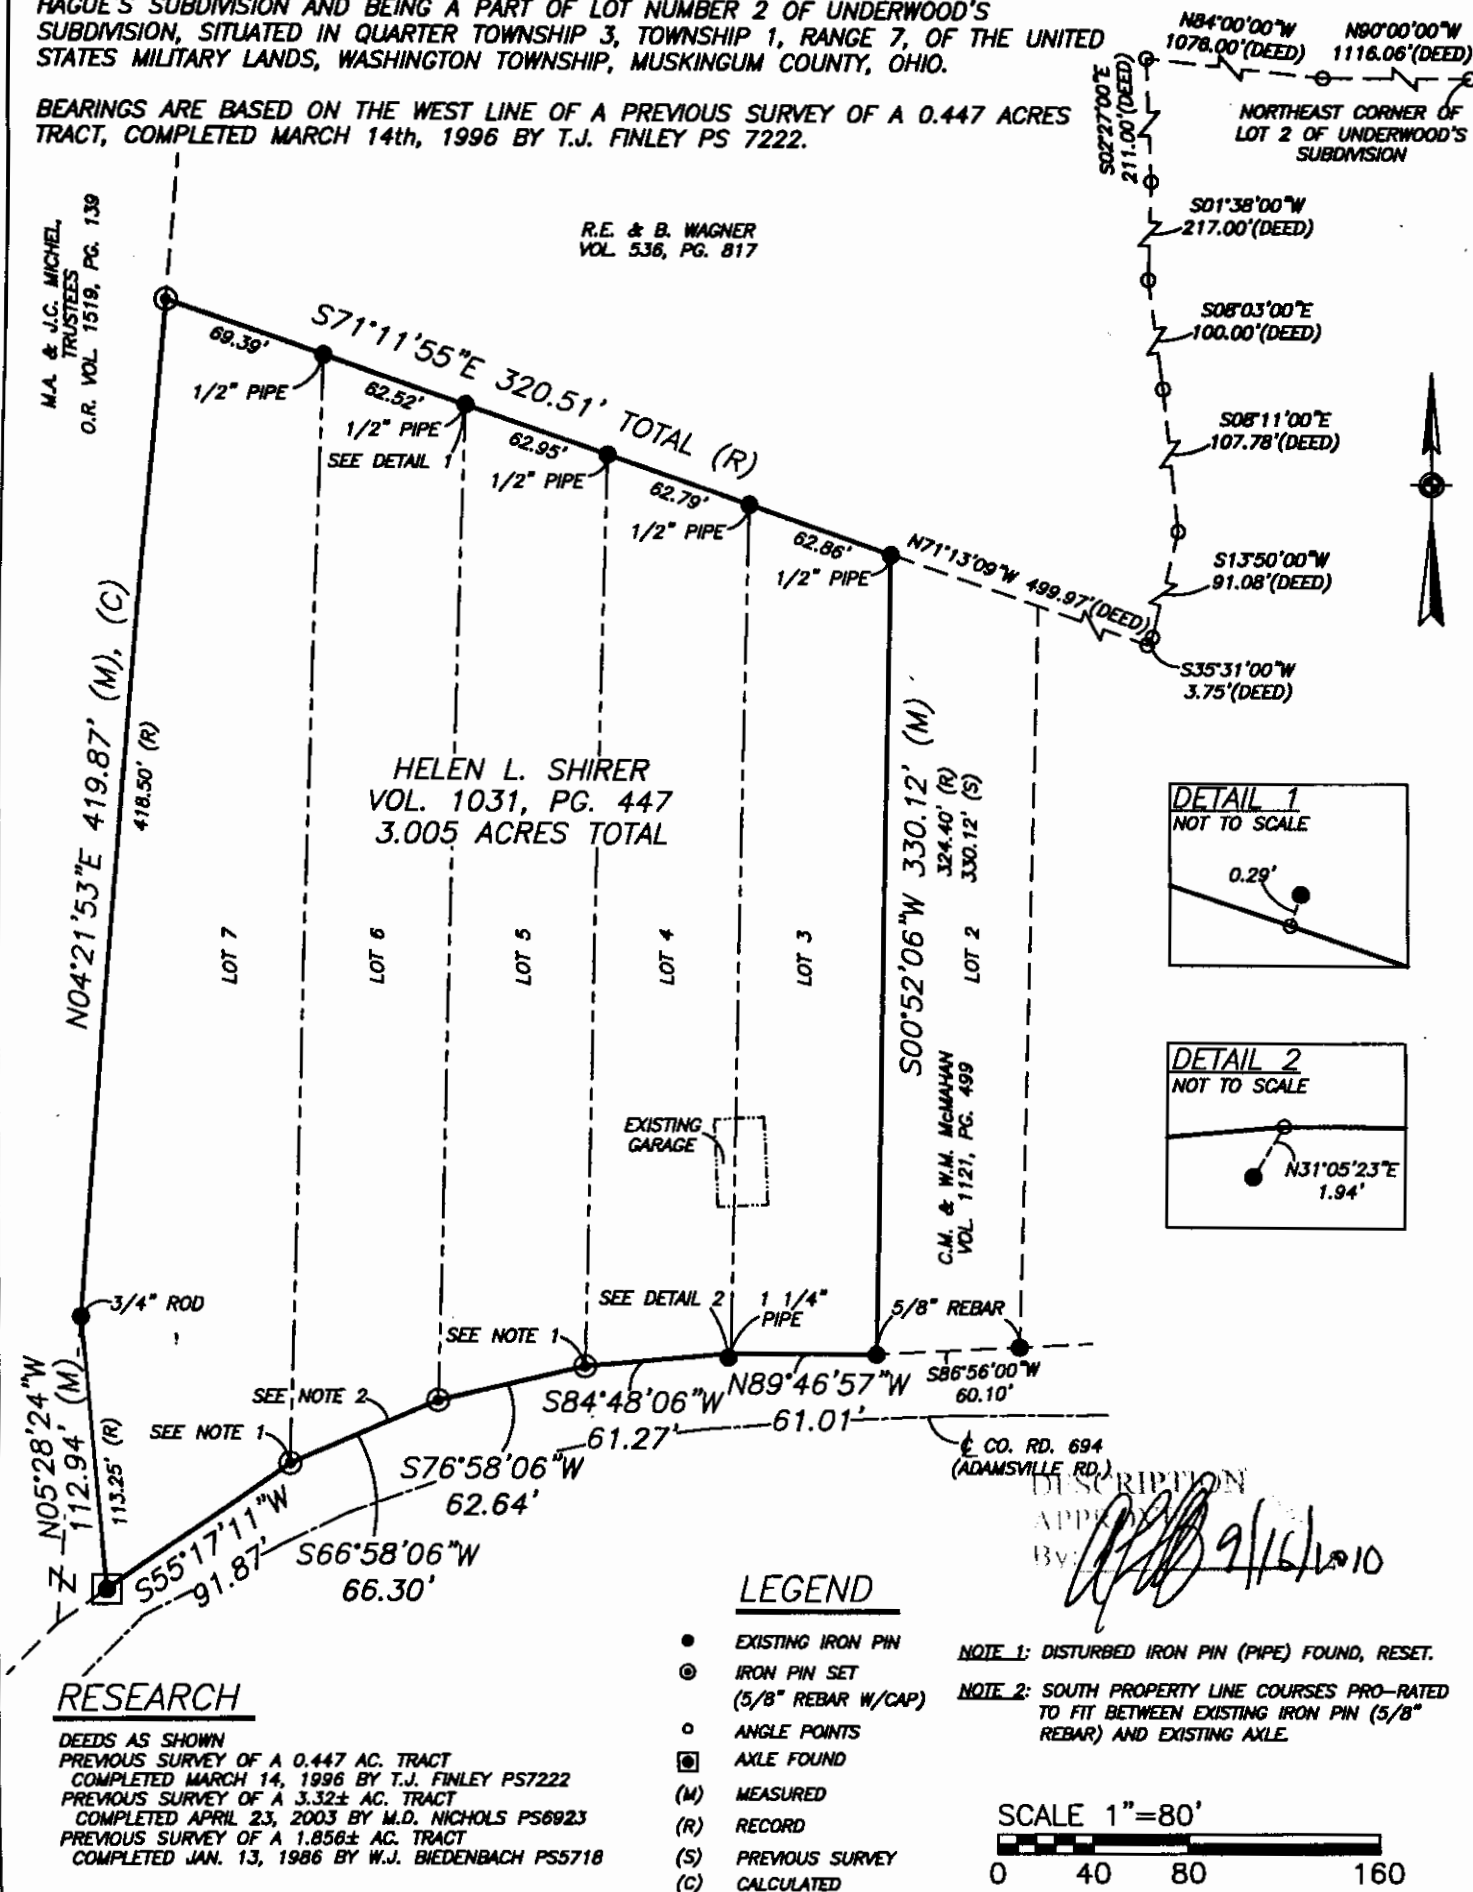 HAGUE'S SUBDIVISION AND BEING A PART OF LOT NUMBER 2 OF UNDERWOOD'S
SUBDIVISION, SITUATED IN QUARTER TOWNSHIP 3, TOWNSHIP 1, RANGE 7, OF THE UNITED
STATES MILITARY LANDS, WASHINGTON TOWNSHIP, MUSKINGUM COUNTY, OHIO.
BEARINGS ARE BASED ON THE WEST LINE OF A PREVIOUS SURVEY OF A 0.447 ACRES
TRACT, COMPLETED MARCH 14th, 1996 BY T.J. FINLEY PS 7222.
N84°00'00"W
1076.00'(DEED)
N90°00'00"W
1116.06'(DEED)
NORTHEAST CORNER OF
LOT 2 OF UNDERWOOD'S
SUBDIVISION
S02°27'00"E
211.00'(DEED)
S01°38'00"W
217.00'(DEED)
S08°03'00"E
100.00'(DEED)
S08°11'00"E
107.78'(DEED)
S13°50'00"W
91.08'(DEED)
S35°31'00"W
3.75'(DEED)
M.A. & J.C. MICHEL,
TRUSTEES
O.R. VOL. 1519, PG. 139
R.E. & B. WAGNER
VOL. 536, PG. 817
S71°11'55"E 320.51' TOTAL (R)
69.39'
1/2" PIPE
62.52'
1/2" PIPE
SEE DETAIL 1
62.95'
1/2" PIPE
62.79'
1/2" PIPE
62.86'
1/2" PIPE
N71°13'09"W 499.97'(DEED)
N04°21'53"E 419.87' (M), (C)
418.50' (R)
HELEN L. SHIRER
VOL. 1031, PG. 447
3.005 ACRES TOTAL
S00°52'06"W 330.12' (M)
324.40' (R)
330.12' (S)
LOT 7
LOT 6
LOT 5
LOT 4
LOT 3
LOT 2
C.M. & W.M. McMAHAN
VOL. 1121, PG. 499
EXISTING
GARAGE
DETAIL 1
NOT TO SCALE
0.29'
DETAIL 2
NOT TO SCALE
N31°05'23"E
1.94'
3/4" ROD
SEE DETAIL 2
1 1/4"
PIPE
5/8" REBAR
SEE NOTE 1
SEE NOTE 2
SEE NOTE 1
N05°28'24"W
112.94' (M)
113.25' (R)
S55°17'11"W
91.87'
S66°58'06"W
66.30'
S76°58'06"W
62.64'
S84°48'06"W
61.27'
N89°46'57"W
61.01'
S86°56'00"W
60.10'
℄ CO. RD. 694
(ADAMSVILLE RD.)
DESCRIPTION
By:
9/16/2010
LEGEND
EXISTING IRON PIN
IRON PIN SET
(5/8" REBAR W/CAP)
ANGLE POINTS
AXLE FOUND
(M) MEASURED
(R) RECORD
(S) PREVIOUS SURVEY
(C) CALCULATED
NOTE 1: DISTURBED IRON PIN (PIPE) FOUND, RESET.
NOTE 2: SOUTH PROPERTY LINE COURSES PRO-RATED
TO FIT BETWEEN EXISTING IRON PIN (5/8"
REBAR) AND EXISTING AXLE.
RESEARCH
DEEDS AS SHOWN
PREVIOUS SURVEY OF A 0.447 AC. TRACT
COMPLETED MARCH 14, 1996 BY T.J. FINLEY PS7222
PREVIOUS SURVEY OF A 3.32± AC. TRACT
COMPLETED APRIL 23, 2003 BY M.D. NICHOLS PS6923
PREVIOUS SURVEY OF A 1.856± AC. TRACT
COMPLETED JAN. 13, 1986 BY W.J. BIEDENBACH PS5718
SCALE 1"=80'
0 40 80 160